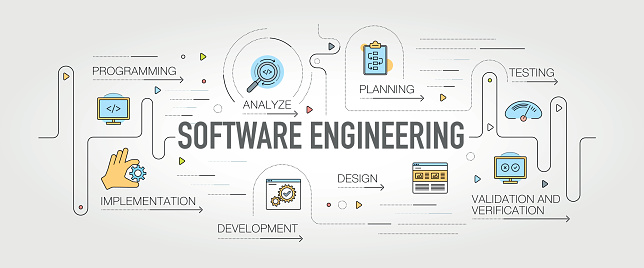 PROGRAMMING
ANALYZE
PLANNING
TESTING
</>
SOFTWARE ENGINEERING
IMPLEMENTATION
DEVELOPMENT
DESIGN
VALIDATION AND
VERIFICATION